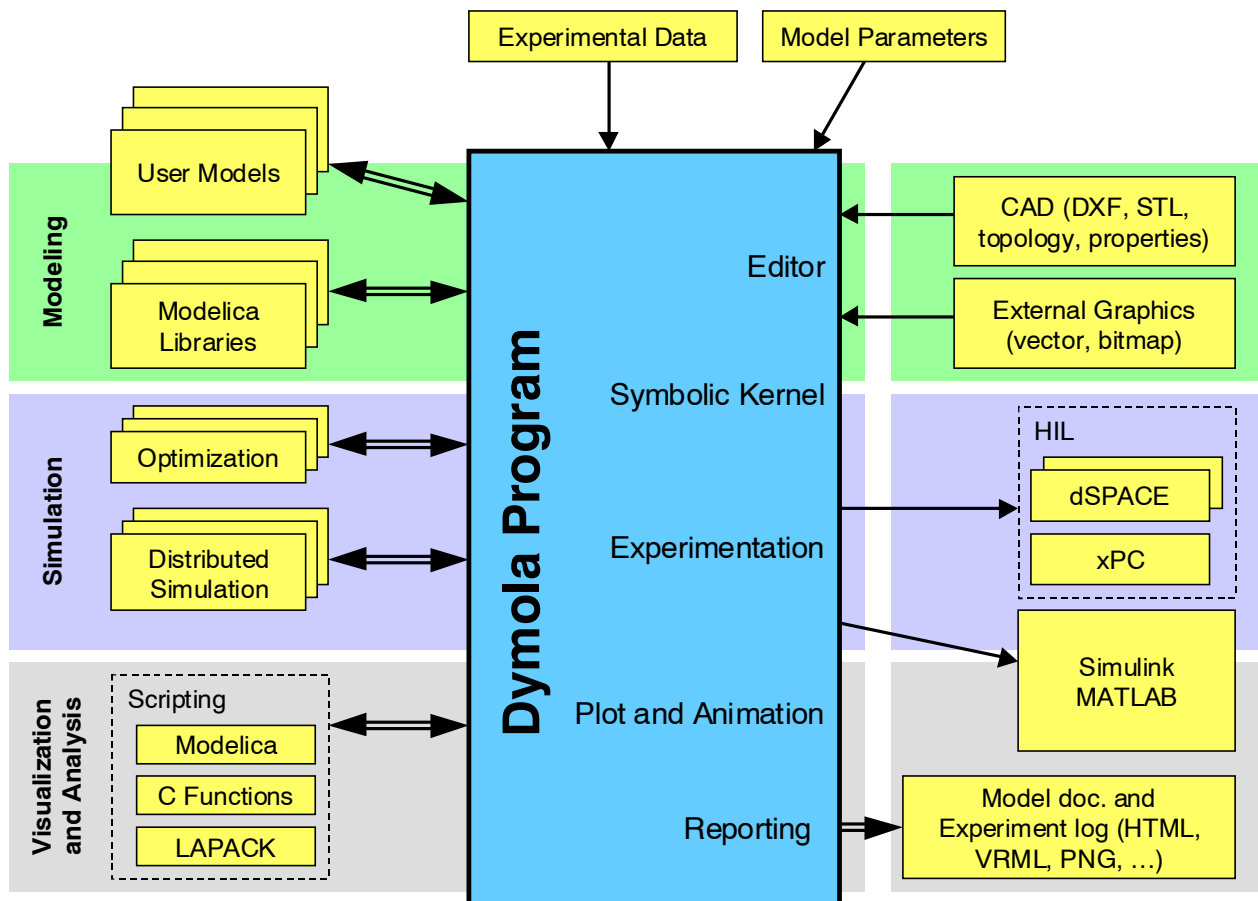 Experimental Data
Model Parameters
Modeling
User Models
Modelica
Libraries
Simulation
Optimization
Distributed
Simulation
Visualization
and Analysis
Scripting
Modelica
C Functions
LAPACK
Dymola Program
Editor
Symbolic Kernel
Experimentation
Plot and Animation
Reporting
CAD (DXF, STL,
topology, properties)
External Graphics
(vector, bitmap)
HIL
dSPACE
xPC
Simulink
MATLAB
Model doc. and
Experiment log (HTML,
VRML, PNG, …)